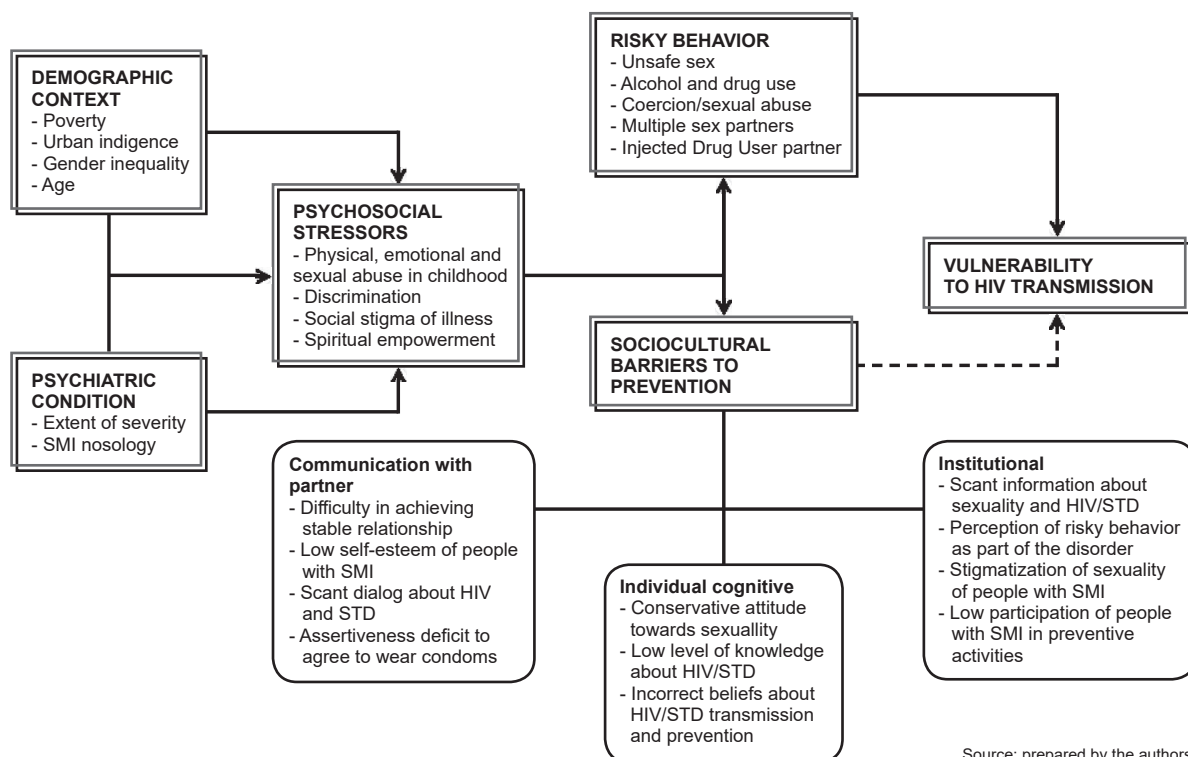 DEMOGRAPHIC
CONTEXT
- Poverty
- Urban indigence
- Gender inequality
- Age
PSYCHIATRIC
CONDITION
- Extent of severity
- SMI nosology
PSYCHOSOCIAL
STRESSORS
- Physical, emotional and
sexual abuse in childhood
- Discrimination
- Social stigma of illness
- Spiritual empowerment
RISKY BEHAVIOR
- Unsafe sex
- Alcohol and drug use
- Coercion/sexual abuse
- Multiple sex partners
- Injected Drug User partner
SOCIOCULTURAL
BARRIERS TO
PREVENTION
VULNERABILITY
TO HIV TRANSMISSION
Communication with
partner
- Difficulty in achieving
stable relationship
- Low self-esteem of people
with SMI
- Scant dialog about HIV
and STD
- Assertiveness deficit to
agree to wear condoms
Individual cognitive
- Conservative attitude
towards sexuallity
- Low level of knowledge
about HIV/STD
- Incorrect beliefs about
HIV/STD transmission
and prevention
Institutional
- Scant information about
sexuality and HIV/STD
- Perception of risky behavior
as part of the disorder
- Stigmatization of sexuality
of people with SMI
- Low participation of people
with SMI in preventive
activities
Source: prepared by the authors